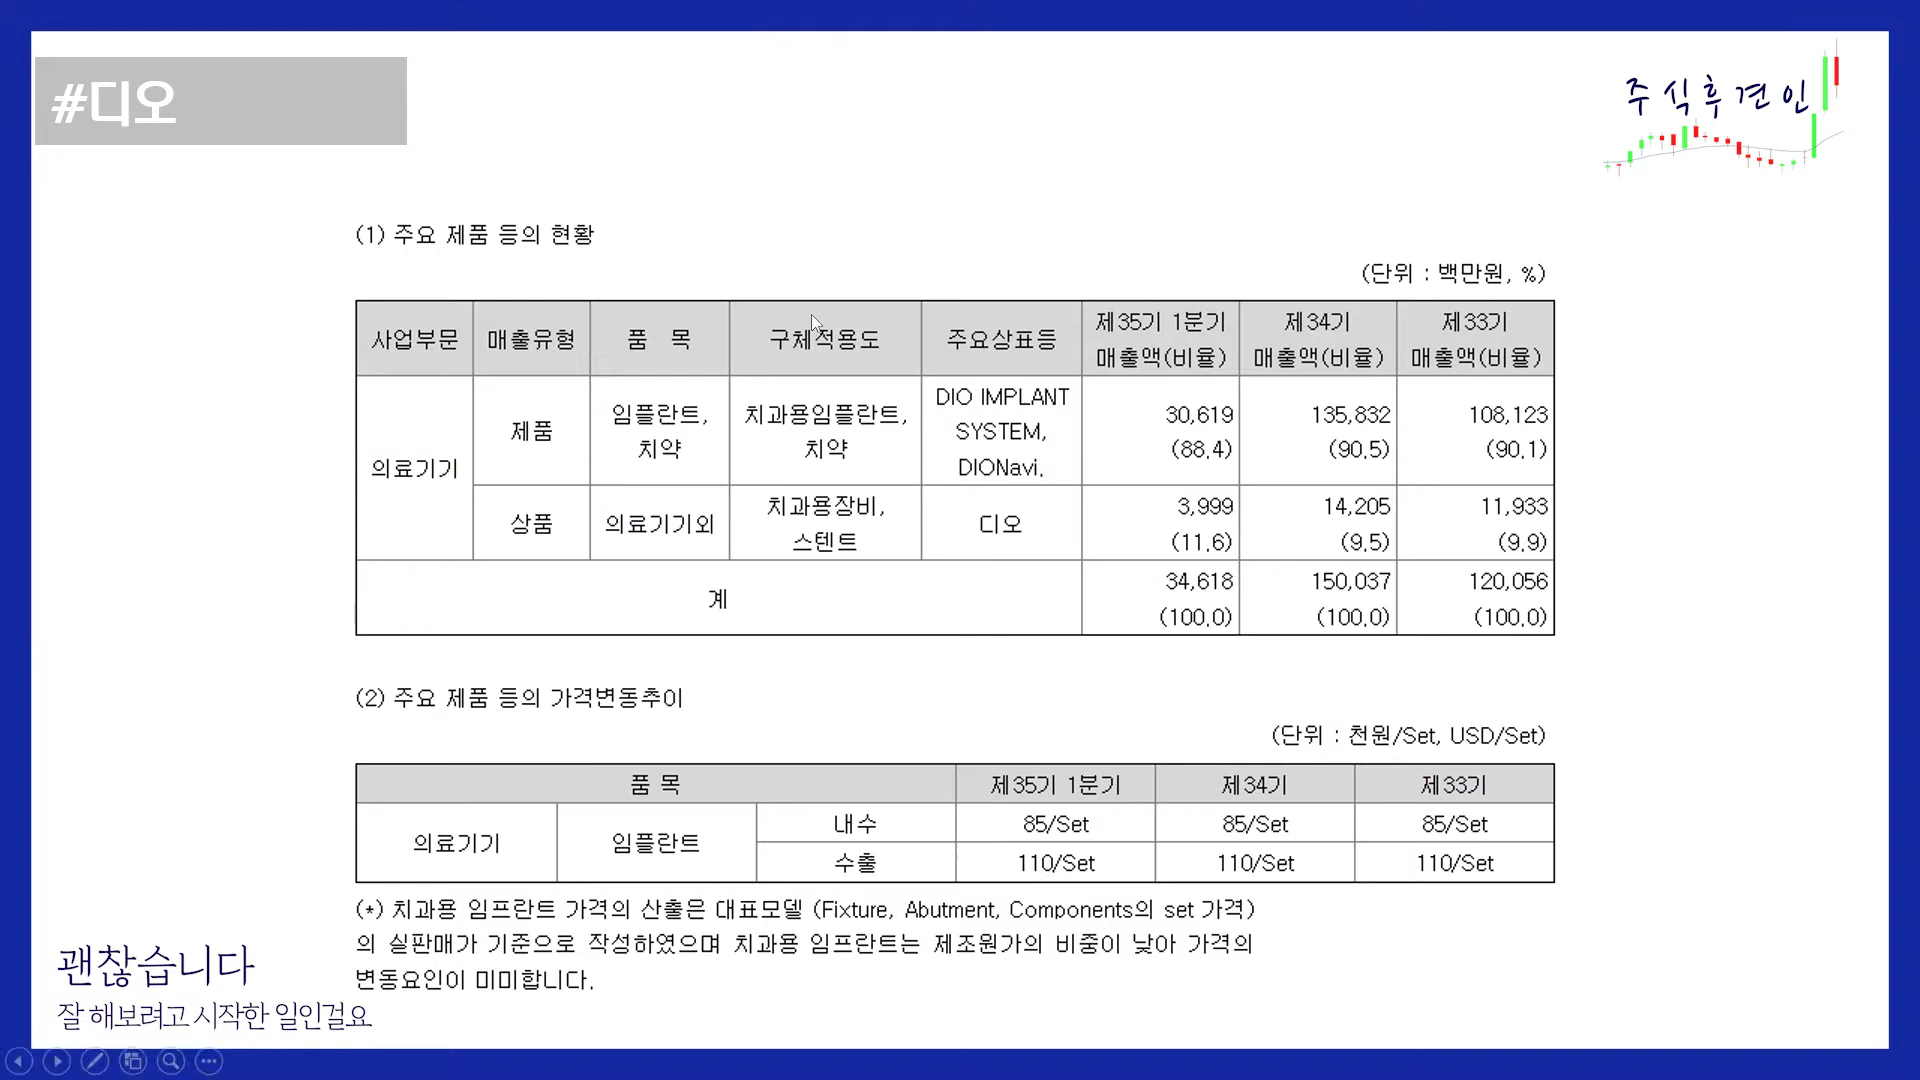 #디오
주식후견인
(1) 주요 제품 등의 현황
(단위 : 백만원, %)
사업부문 매출유형 품 목 구체적용도 주요상표등 제35기 1분기 매출액(비율) 제34기 매출액(비율) 제33기 매출액(비율)
의료기기 제품 임플란트, 치약 치과용임플란트, 치약 DIO IMPLANT SYSTEM, DIONavi. 30,619 (88.4) 135,832 (90.5) 108,123 (90.1)
상품 의료기기외 치과용장비, 스텐트 디오 3,999 (11.6) 14,205 (9.5) 11,933 (9.9)
계 34,618 (100.0) 150,037 (100.0) 120,056 (100.0)
(2) 주요 제품 등의 가격변동추이
(단위 : 천원/Set, USD/Set)
품 목 제35기 1분기 제34기 제33기
의료기기 임플란트 내수 85/Set 85/Set 85/Set
수출 110/Set 110/Set 110/Set
(*) 치과용 임프란트 가격의 산출은 대표모델 (Fixture, Abutment, Components의 set 가격)
의 실판매가 기준으로 작성하였으며 치과용 임프란트는 제조원가의 비중이 낮아 가격의
변동요인이 미미합니다.
괜찮습니다
잘 해보려고 시작한 일인걸요